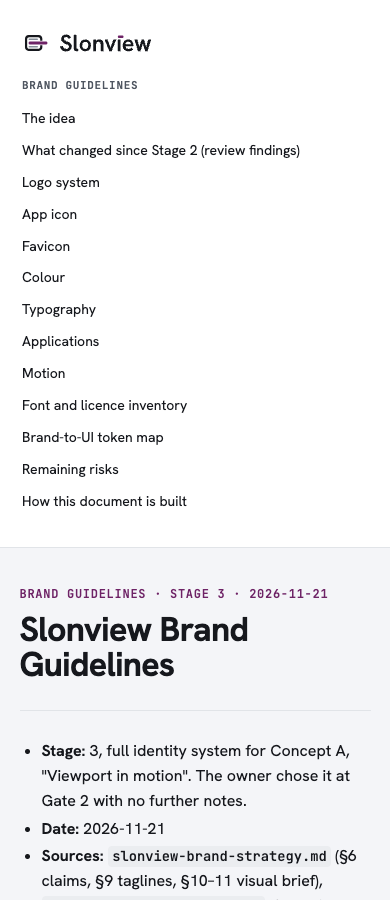 Slonview
BRAND GUIDELINES
The idea
What changed since Stage 2 (review findings)
Logo system
App icon
Favicon
Colour
Typography
Applications
Motion
Font and licence inventory
Brand-to-UI token map
Remaining risks
How this document is built
BRAND GUIDELINES · STAGE 3 · 2026-11-21
Slonview Brand
Guidelines
• Stage: 3, full identity system for Concept A,
"Viewport in motion". The owner chose it at
Gate 2 with no further notes.
• Date: 2026-11-21
• Sources: slonview-brand-strategy.md (§6
claims, §9 taglines, §10–11 visual brief),